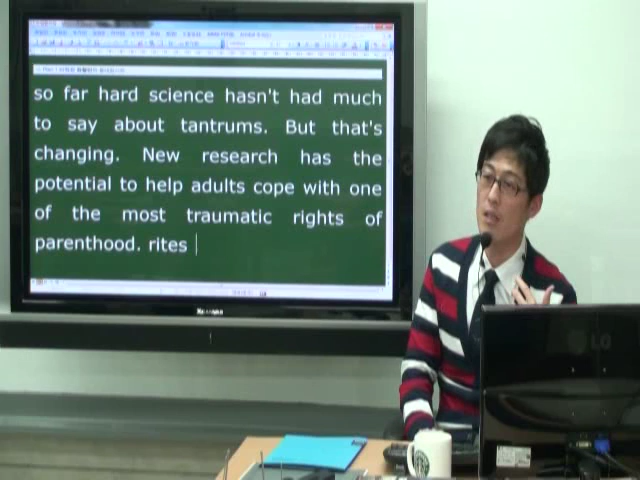 so far hard science hasn't had much
to say about tantrums. But that's
changing. New research has the
potential to help adults cope with one
of the most traumatic rights of
parenthood. rites
LG